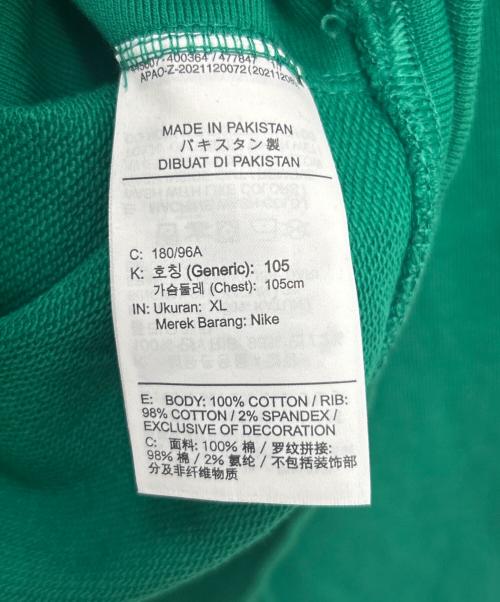 400364 / 477847
APAO-Z-2021120072
MADE IN PAKISTAN
パキスタン製
DIBUAT DI PAKISTAN
C: 180/96A
K: 호칭 (Generic): 105
가슴둘레 (Chest): 105cm
IN: Ukuran: XL
Merek Barang: Nike
E: BODY: 100% COTTON / RIB:
98% COTTON / 2% SPANDEX /
EXCLUSIVE OF DECORATION
C: 面料: 100% 棉 / 罗纹拼接:
98% 棉 / 2% 氨纶 / 不包括装饰部
分及非纤维物质